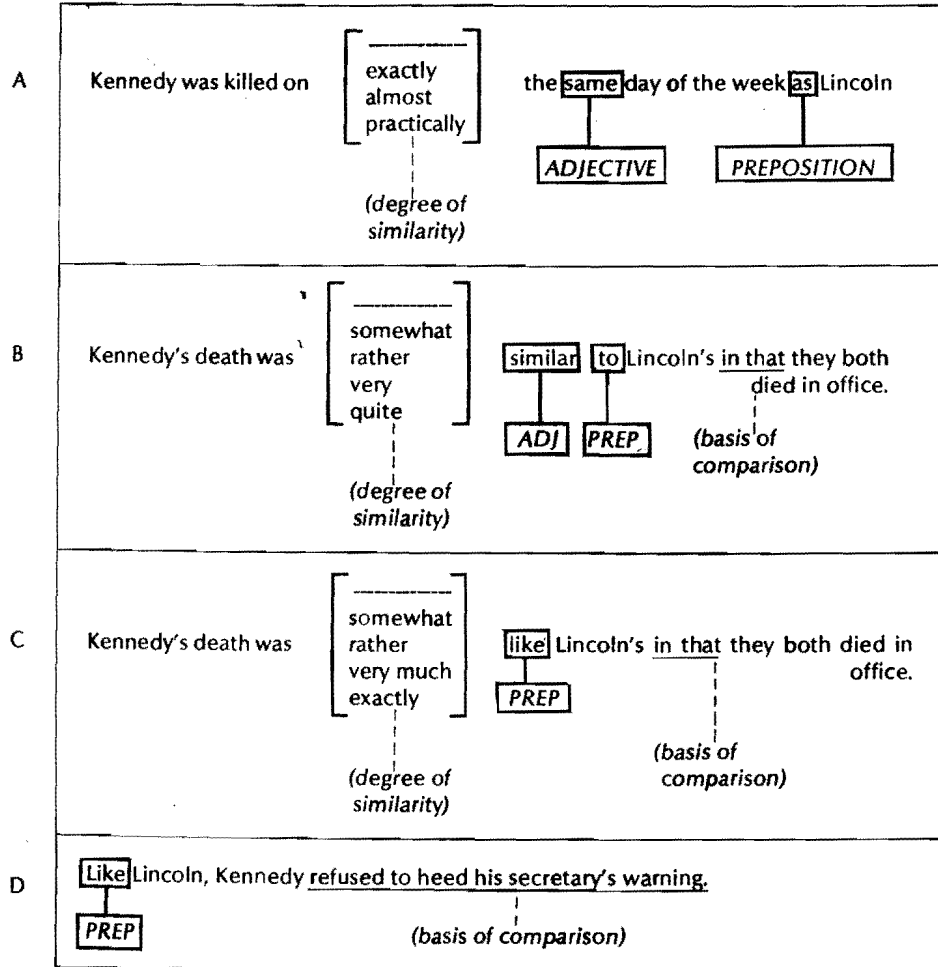 A
Kennedy was killed on
exactly
almost
practically
the same day of the week as Lincoln
ADJECTIVE
PREPOSITION
(degree of
similarity)
B
Kennedy's death was
somewhat
rather
very
quite
similar to Lincoln's in that they both
died in office.
ADJ
PREP
(basis of
comparison)
(degree of
similarity)
C
Kennedy's death was
somewhat
rather
very much
exactly
like Lincoln's in that they both died in
office.
PREP
(basis of
comparison)
(degree of
similarity)
D
Like Lincoln, Kennedy refused to heed his secretary's warning.
PREP
(basis of comparison)